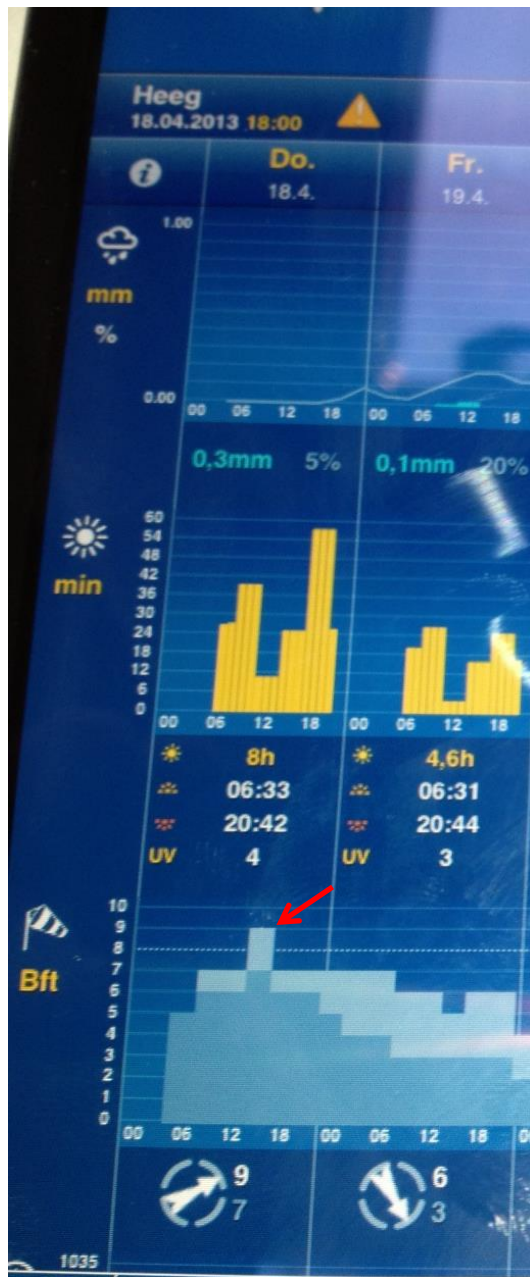 Heeg
18.04.2013 18:00
Do. Fr.
18.4. 19.4.
1.00
mm
%
0.00
00 06 12 18 00 06 12 18
0,3mm 5% 0,1mm 20%
60
54
48
42
min
36
30
24
18
12
6
0
00 06 12 18 00 06 12 18
8h 4,6h
06:33 06:31
20:42 20:44
UV 4 UV 3
10
9
8
Bft
7
6
5
4
3
2
1
0
00 06 12 18 00 06 12 18 0
9 6
7 3
1035